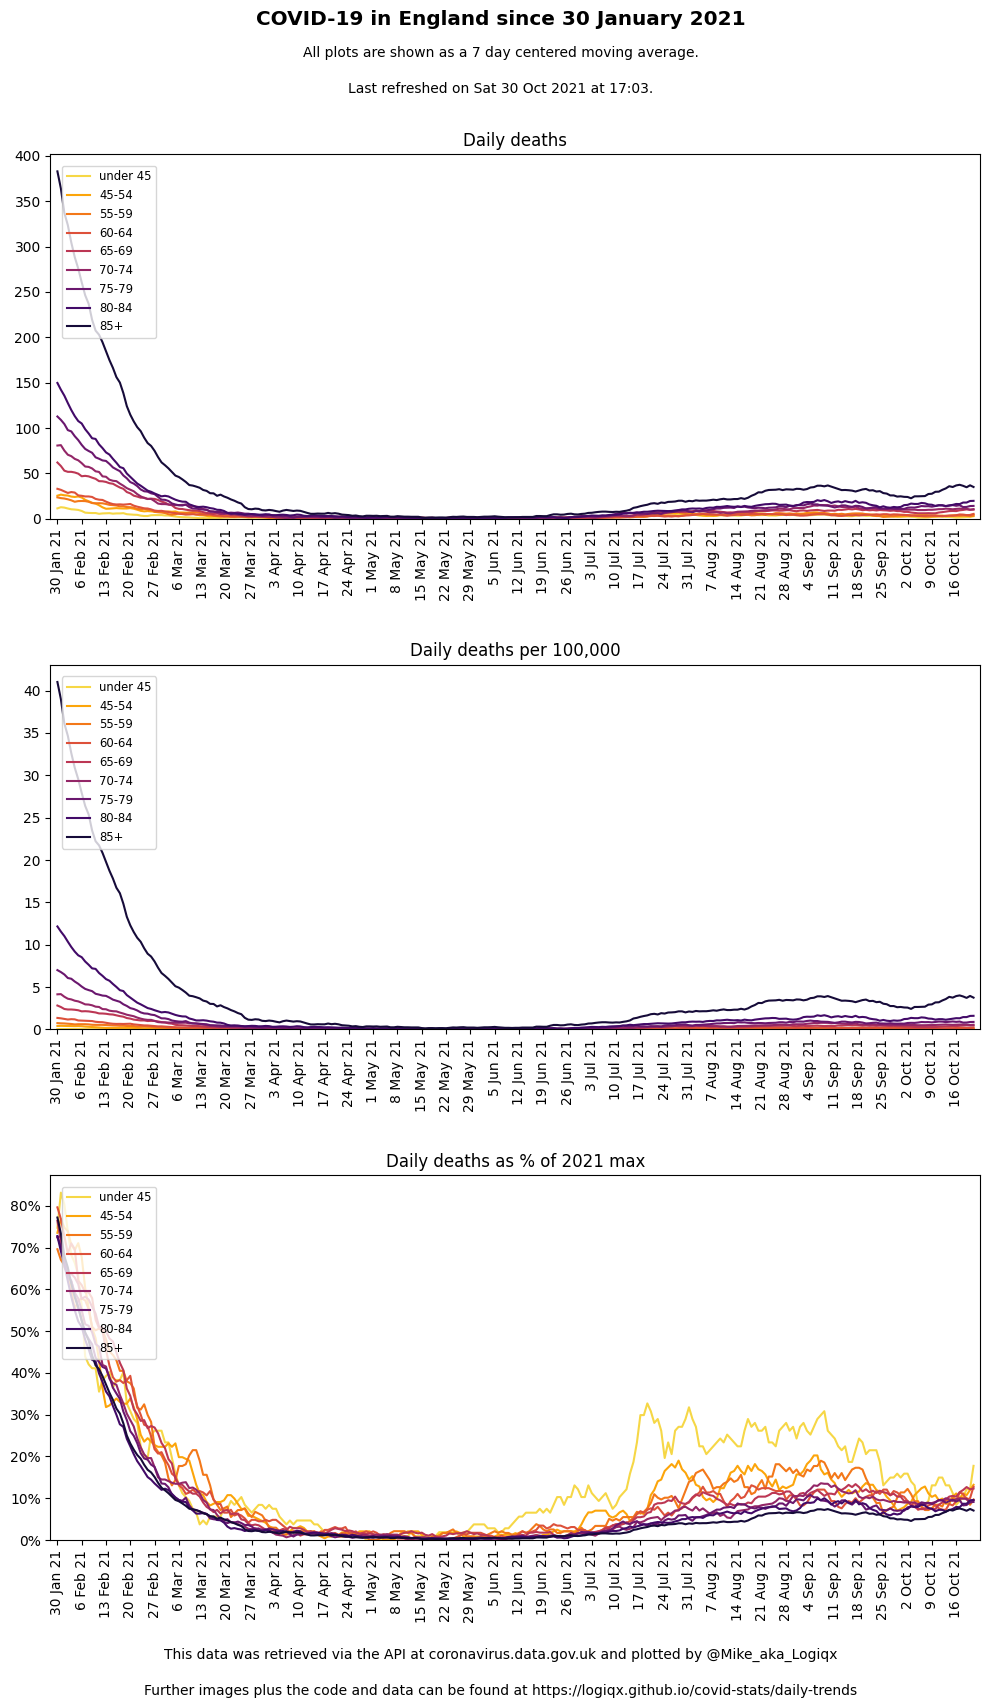 COVID-19 in England since 30 January 2021
All plots are shown as a 7 day centered moving average.
Last refreshed on Sat 30 Oct 2021 at 17:03.
Daily deaths
400
350
300
250
200
150
100
50
0
under 45
45-54
55-59
60-64
65-69
70-74
75-79
80-84
85+
30 Jan 21
6 Feb 21
13 Feb 21
20 Feb 21
27 Feb 21
6 Mar 21
13 Mar 21
20 Mar 21
27 Mar 21
3 Apr 21
10 Apr 21
17 Apr 21
24 Apr 21
1 May 21
8 May 21
15 May 21
22 May 21
29 May 21
5 Jun 21
12 Jun 21
19 Jun 21
26 Jun 21
3 Jul 21
10 Jul 21
17 Jul 21
24 Jul 21
31 Jul 21
7 Aug 21
14 Aug 21
21 Aug 21
28 Aug 21
4 Sep 21
11 Sep 21
18 Sep 21
25 Sep 21
2 Oct 21
9 Oct 21
16 Oct 21
Daily deaths per 100,000
40
35
30
25
20
15
10
5
0
under 45
45-54
55-59
60-64
65-69
70-74
75-79
80-84
85+
30 Jan 21
6 Feb 21
13 Feb 21
20 Feb 21
27 Feb 21
6 Mar 21
13 Mar 21
20 Mar 21
27 Mar 21
3 Apr 21
10 Apr 21
17 Apr 21
24 Apr 21
1 May 21
8 May 21
15 May 21
22 May 21
29 May 21
5 Jun 21
12 Jun 21
19 Jun 21
26 Jun 21
3 Jul 21
10 Jul 21
17 Jul 21
24 Jul 21
31 Jul 21
7 Aug 21
14 Aug 21
21 Aug 21
28 Aug 21
4 Sep 21
11 Sep 21
18 Sep 21
25 Sep 21
2 Oct 21
9 Oct 21
16 Oct 21
Daily deaths as % of 2021 max
80%
70%
60%
50%
40%
30%
20%
10%
0%
under 45
45-54
55-59
60-64
65-69
70-74
75-79
80-84
85+
30 Jan 21
6 Feb 21
13 Feb 21
20 Feb 21
27 Feb 21
6 Mar 21
13 Mar 21
20 Mar 21
27 Mar 21
3 Apr 21
10 Apr 21
17 Apr 21
24 Apr 21
1 May 21
8 May 21
15 May 21
22 May 21
29 May 21
5 Jun 21
12 Jun 21
19 Jun 21
26 Jun 21
3 Jul 21
10 Jul 21
17 Jul 21
24 Jul 21
31 Jul 21
7 Aug 21
14 Aug 21
21 Aug 21
28 Aug 21
4 Sep 21
11 Sep 21
18 Sep 21
25 Sep 21
2 Oct 21
9 Oct 21
16 Oct 21
This data was retrieved via the API at coronavirus.data.gov.uk and plotted by @Mike_aka_Logiqx
Further images plus the code and data can be found at https://logiqx.github.io/covid-stats/daily-trends